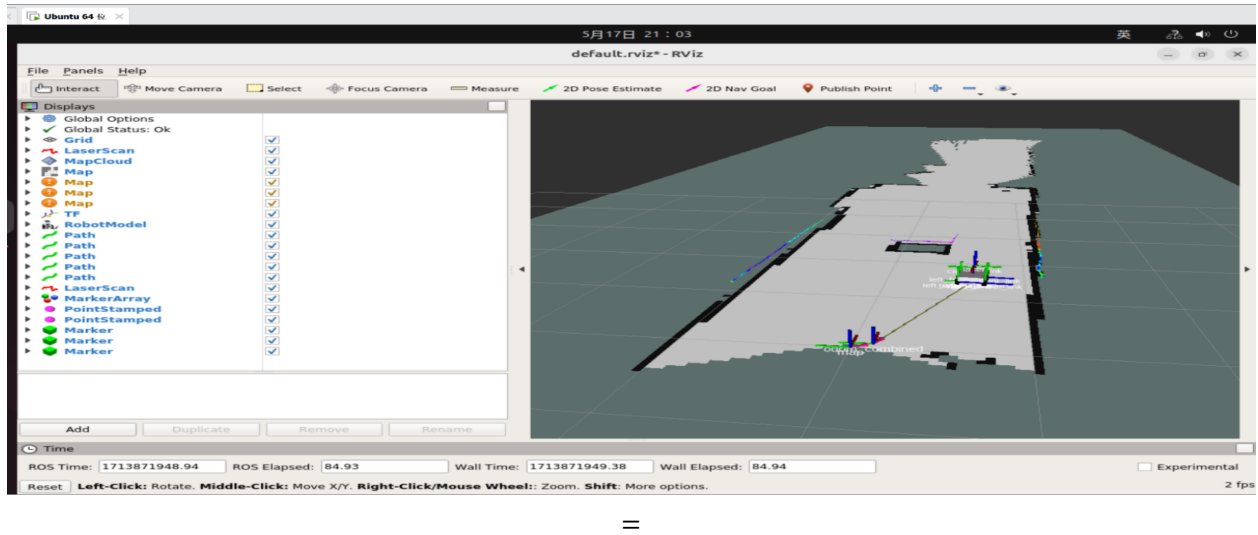 Ubuntu 64 位
5月17日 21：03
英
default.rviz* - RViz
File Panels Help
Interact Move Camera Select Focus Camera Measure 2D Pose Estimate 2D Nav Goal Publish Point
Displays
Global Options
Global Status: Ok
Grid
LaserScan
MapCloud
Map
Map
Map
Map
TF
RobotModel
Path
Path
Path
Path
Path
LaserScan
MarkerArray
PointStamped
PointStamped
Marker
Marker
Marker
map
Add Duplicate Remove Rename
Time
ROS Time: 1713871948.94 ROS Elapsed: 84.93 Wall Time: 1713871949.38 Wall Elapsed: 84.94 Experimental
Reset Left-Click: Rotate. Middle-Click: Move X/Y. Right-Click/Mouse Wheel:: Zoom. Shift: More options. 2 fps
=